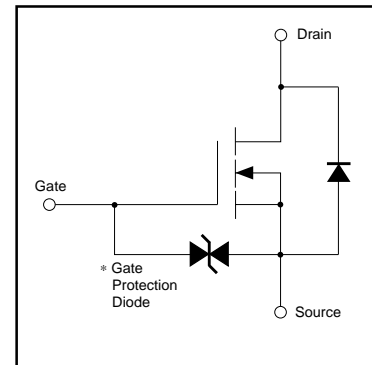 Drain
Gate
* Gate
Protection
Diode
Source